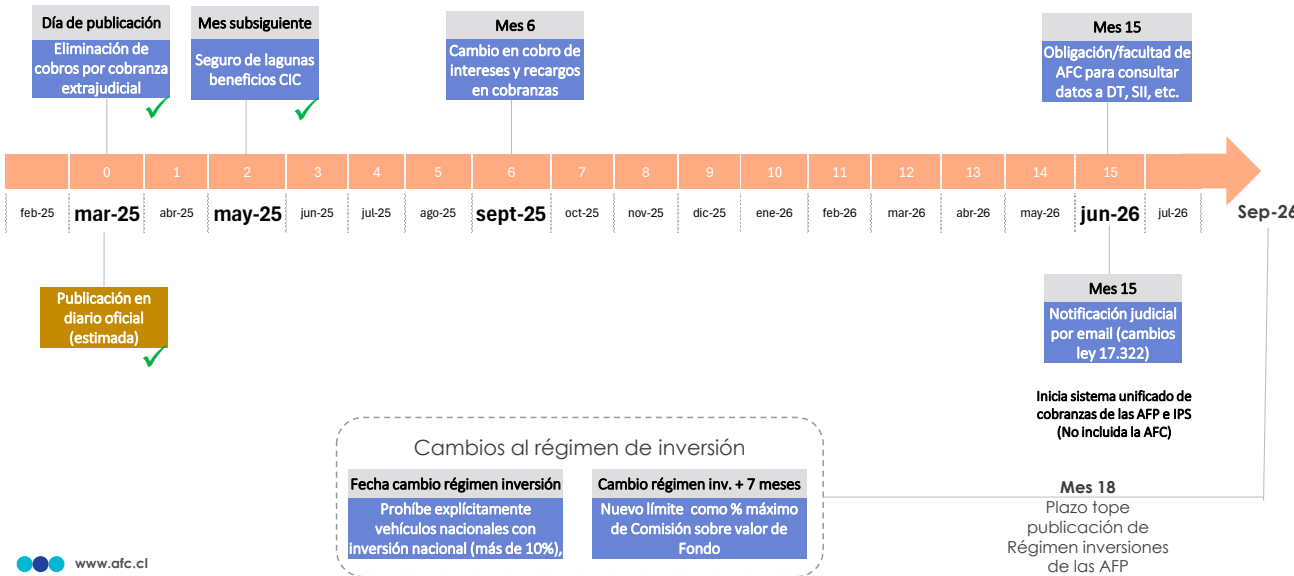 Día de publicación
Eliminación de
cobros por cobranza
extrajudicial
Mes subsiguiente
Seguro de lagunas
beneficios CIC
Mes 6
Cambio en cobro de
intereses y recargos
en cobranzas
Mes 15
Obligación/facultad de
AFC para consultar
datos a DT, SII, etc.
0 1 2 3 4 5 6 7 8 9 10 11 12 13 14 15
feb-25 mar-25 abr-25 may-25 jun-25 jul-25 ago-25 sept-25 oct-25 nov-25 dic-25 ene-26 feb-26 mar-26 abr-26 may-26 jun-26 jul-26 Sep-26
Publicación en
diario oficial
(estimada)
Mes 15
Notificación judicial
por email (cambios
ley 17.322)
Inicia sistema unificado de
cobranzas de las AFP e IPS
(No incluida la AFC)
Cambios al régimen de inversión
Fecha cambio régimen inversión
Prohíbe explícitamente
vehículos nacionales con
inversión nacional (más de 10%),
Cambio régimen inv. + 7 meses
Nuevo límite como % máximo
de Comisión sobre valor de
Fondo
Mes 18
Plazo tope
publicación de
Régimen inversiones
de las AFP
www.afc.cl